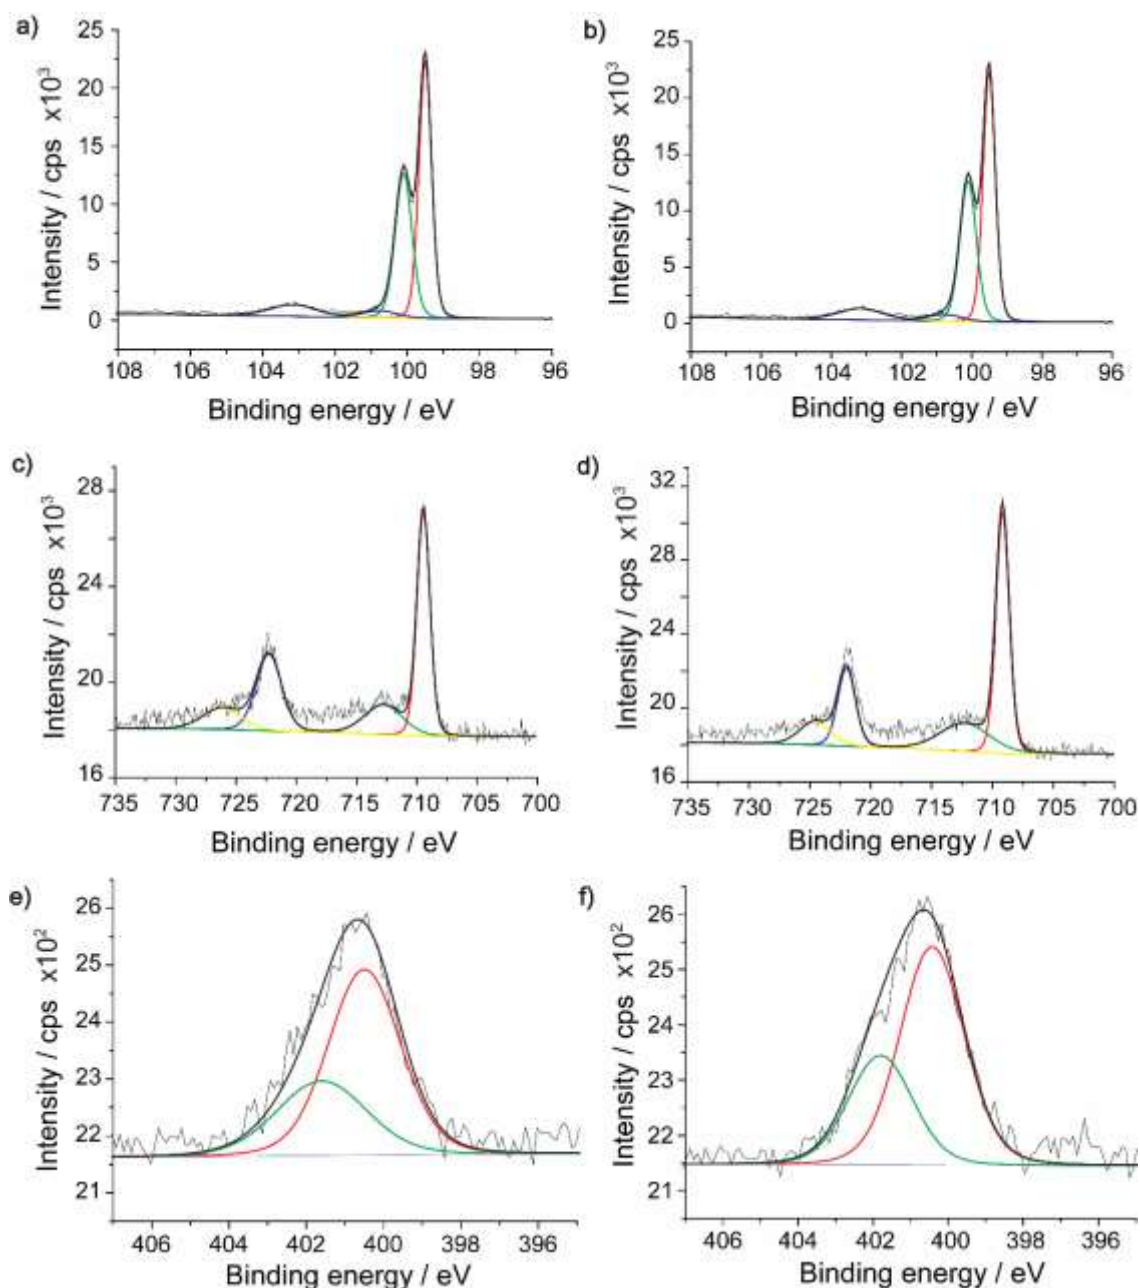 a)
Intensity / cps x10³
25
20
15
10
5
0
108 106 104 102 100 98 96
Binding energy / eV
b)
Intensity / cps x10³
25
20
15
10
5
0
108 106 104 102 100 98 96
Binding energy / eV
c)
Intensity / cps x10³
28
24
20
16
735 730 725 720 715 710 705 700
Binding energy / eV
d)
Intensity / cps x10³
32
28
24
20
16
735 730 725 720 715 710 705 700
Binding energy / eV
e)
Intensity / cps x10²
26
25
24
23
22
21
406 404 402 400 398 396
Binding energy / eV
f)
Intensity / cps x10²
26
25
24
23
22
21
406 404 402 400 398 396
Binding energy / eV